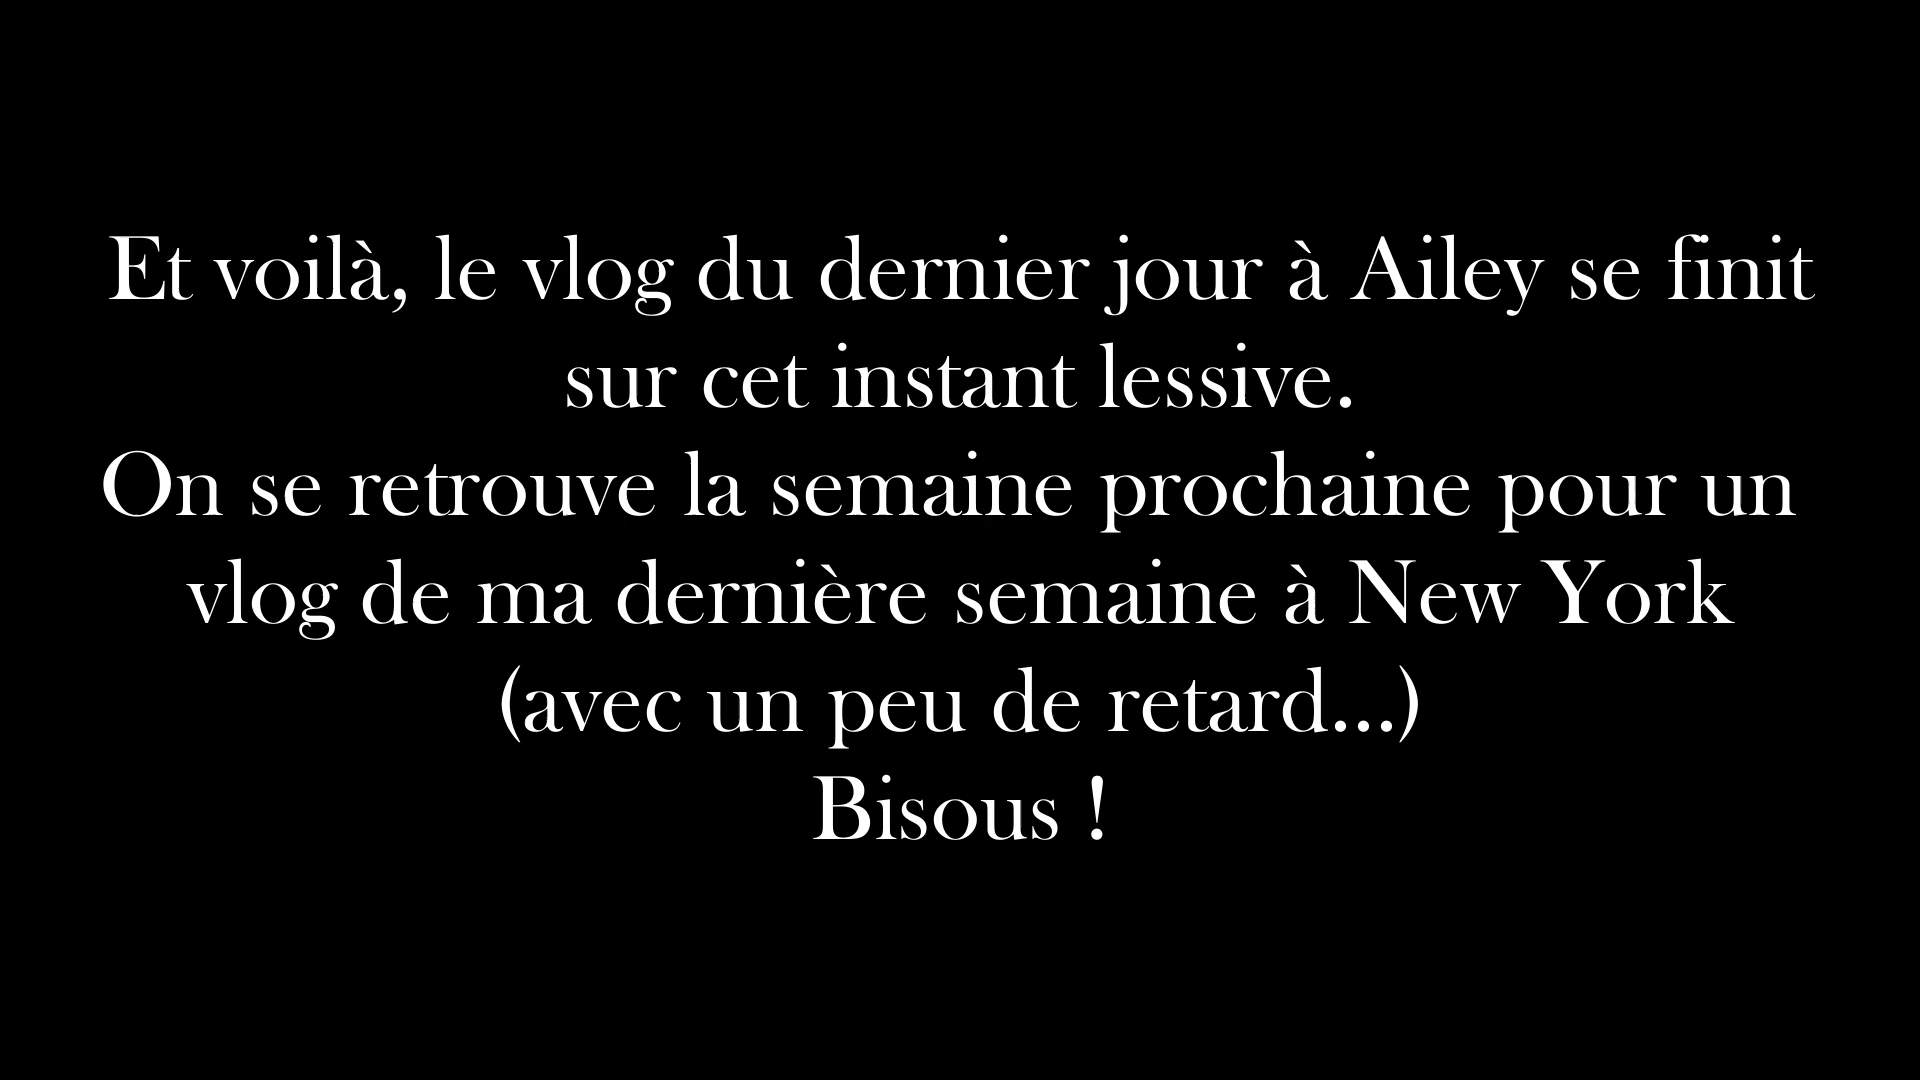 Et voilà, le vlog du dernier jour à Ailey se finit
sur cet instant lessive.
On se retrouve la semaine prochaine pour un
vlog de ma dernière semaine à New York
(avec un peu de retard...)
Bisous !